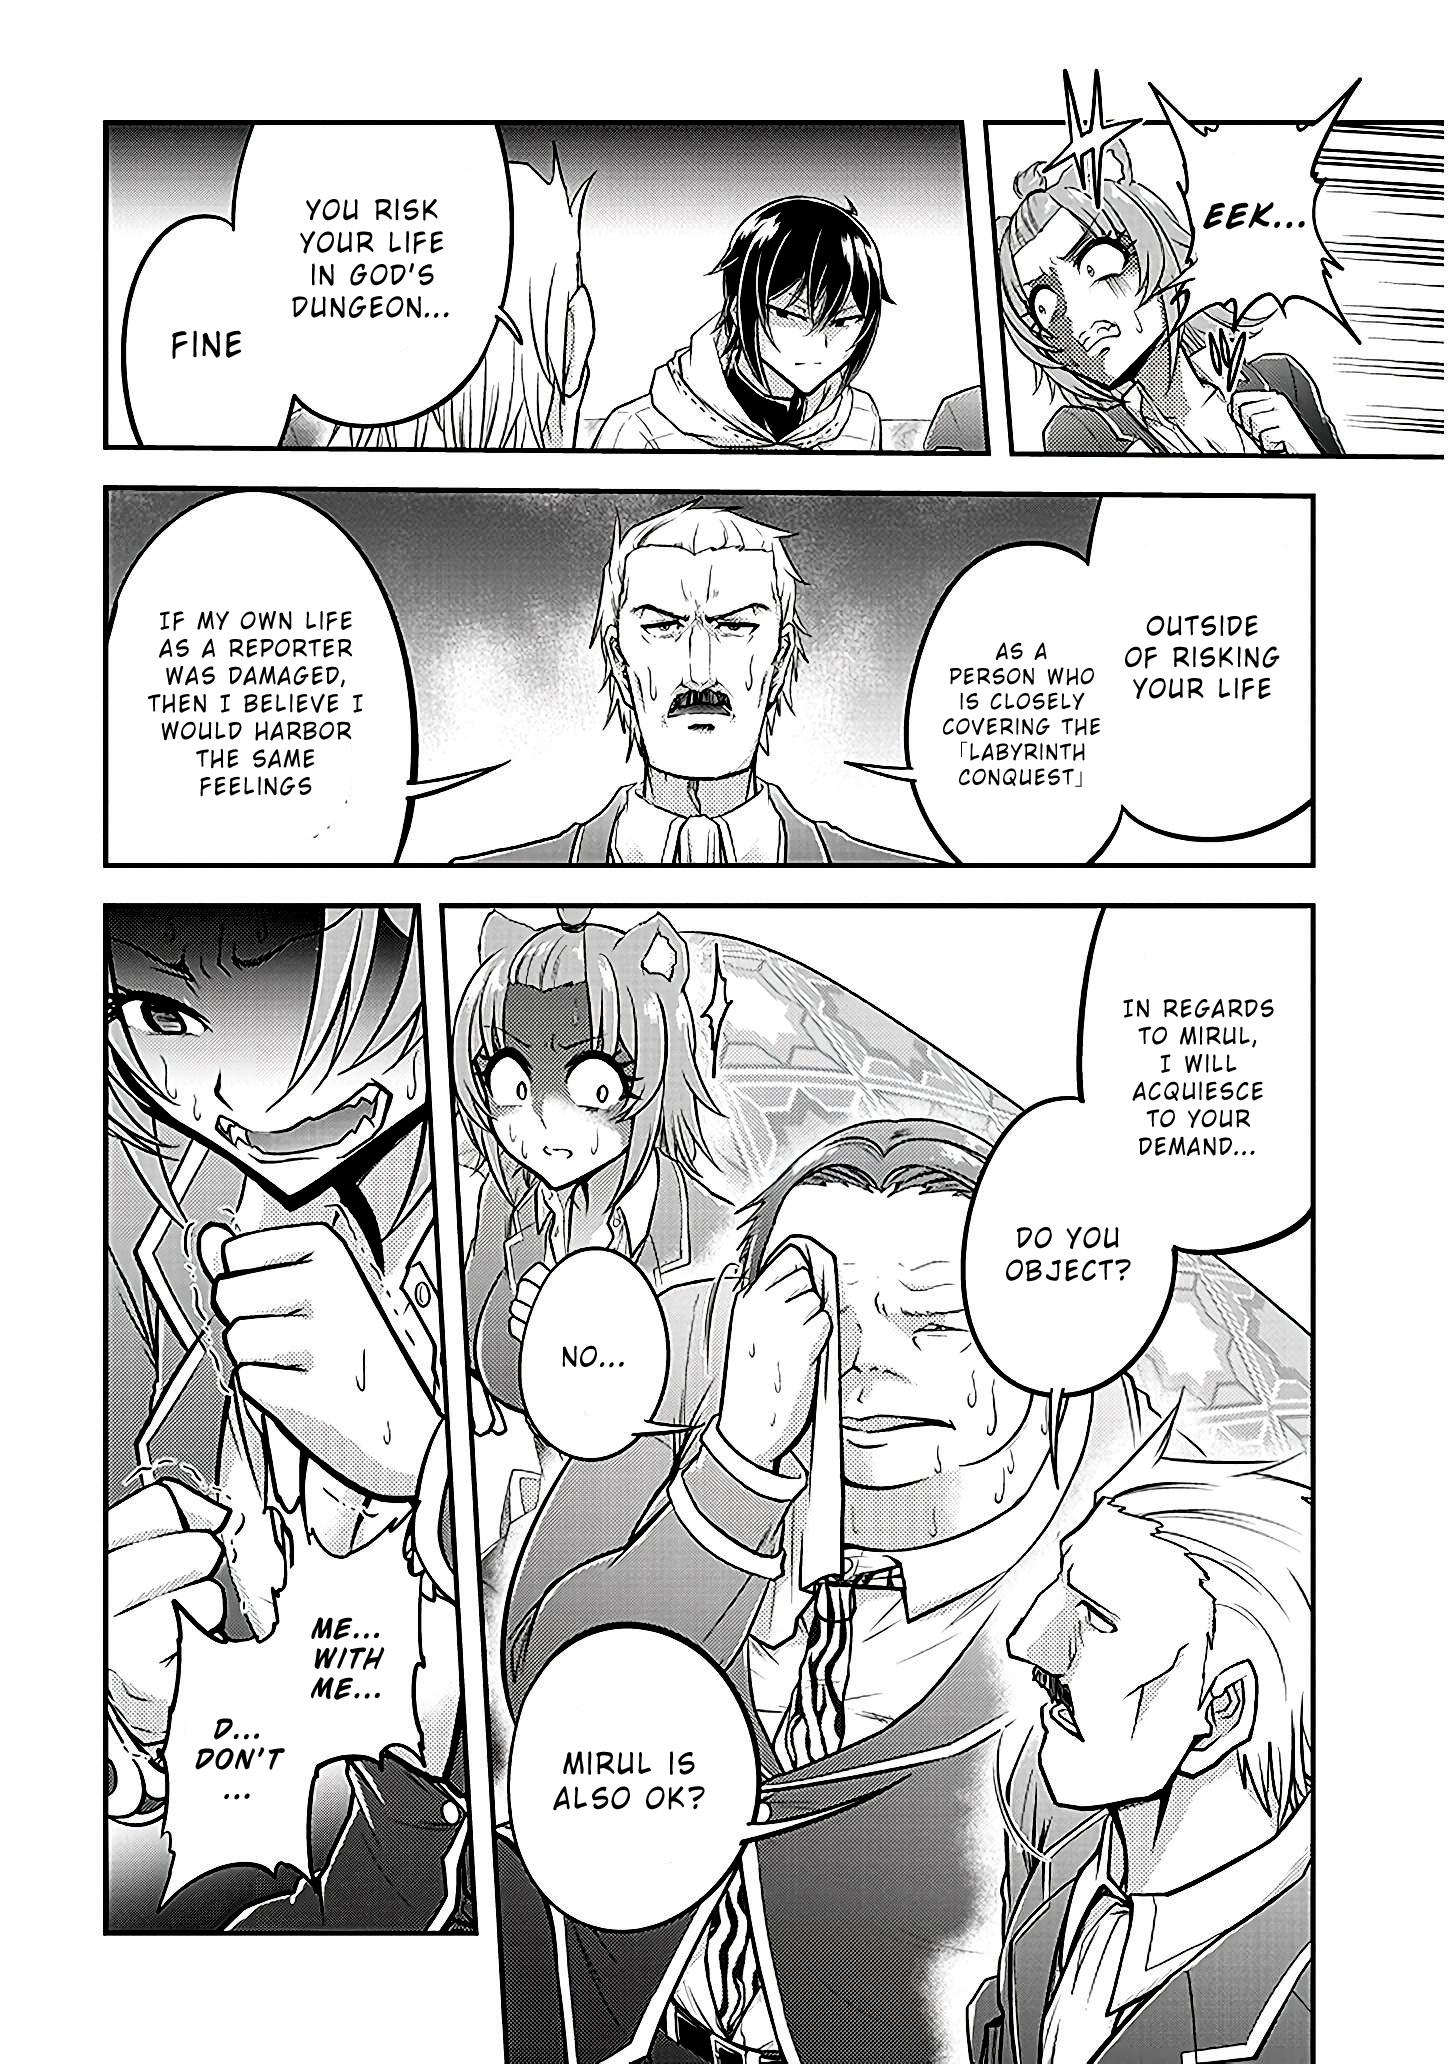 EEK...
YOU RISK
YOUR LIFE
IN GOD'S
DUNGEON...
FINE
OUTSIDE
OF RISKING
YOUR LIFE
AS A
PERSON WHO
IS CLOSELY
COVERING THE
「LABYRINTH
CONQUEST」
IF MY OWN LIFE
AS A REPORTER
WAS DAMAGED,
THEN I BELIEVE I
WOULD HARBOR
THE SAME
FEELINGS
IN REGARDS
TO MIRUL,
I WILL
ACQUIESCE
TO YOUR
DEMAND...
DO YOU
OBJECT?
NO...
MIRUL IS
ALSO OK?
ME...
WITH
ME...
D...
DON'T
...